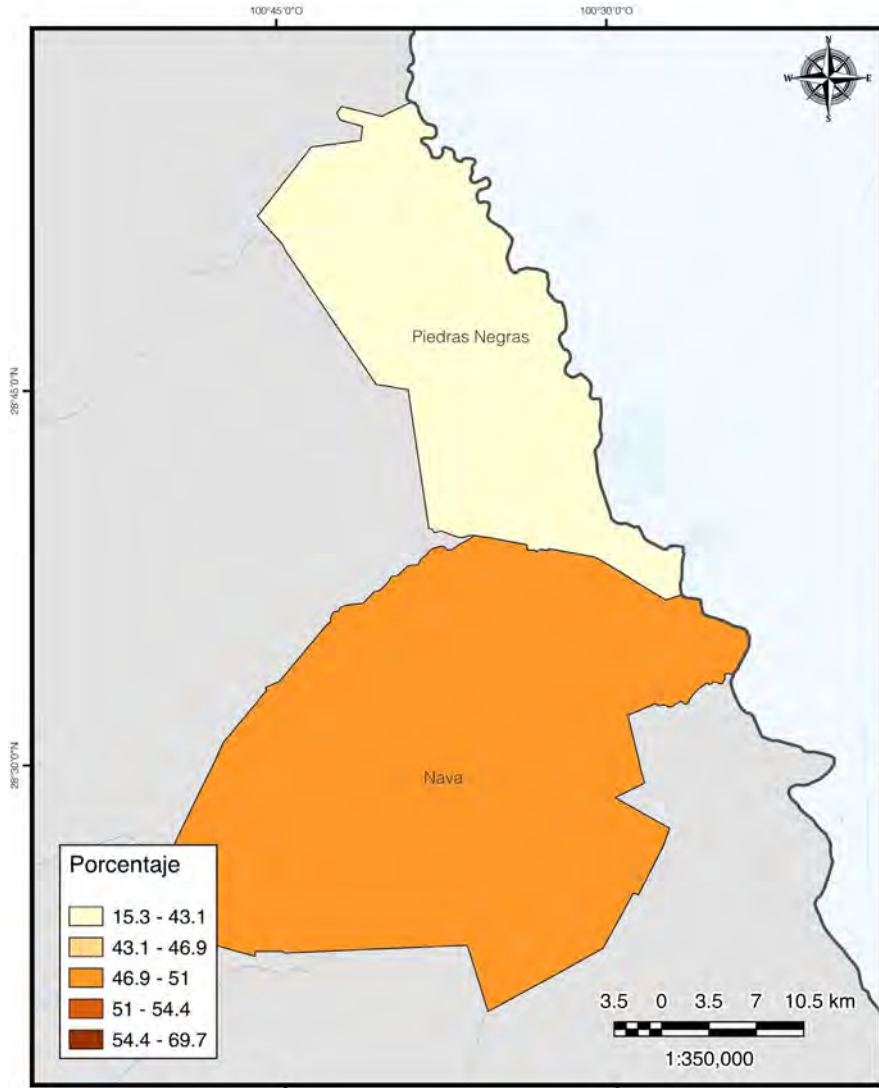 100°45'0"O 100°30'0"O
N
W E
S
Piedras Negras
28°45'0"N
28°30'0"N
Nava
Porcentaje
15.3 - 43.1
43.1 - 46.9
46.9 - 51
51 - 54.4
54.4 - 69.7
3.5 0 3.5 7 10.5 km
1:350,000